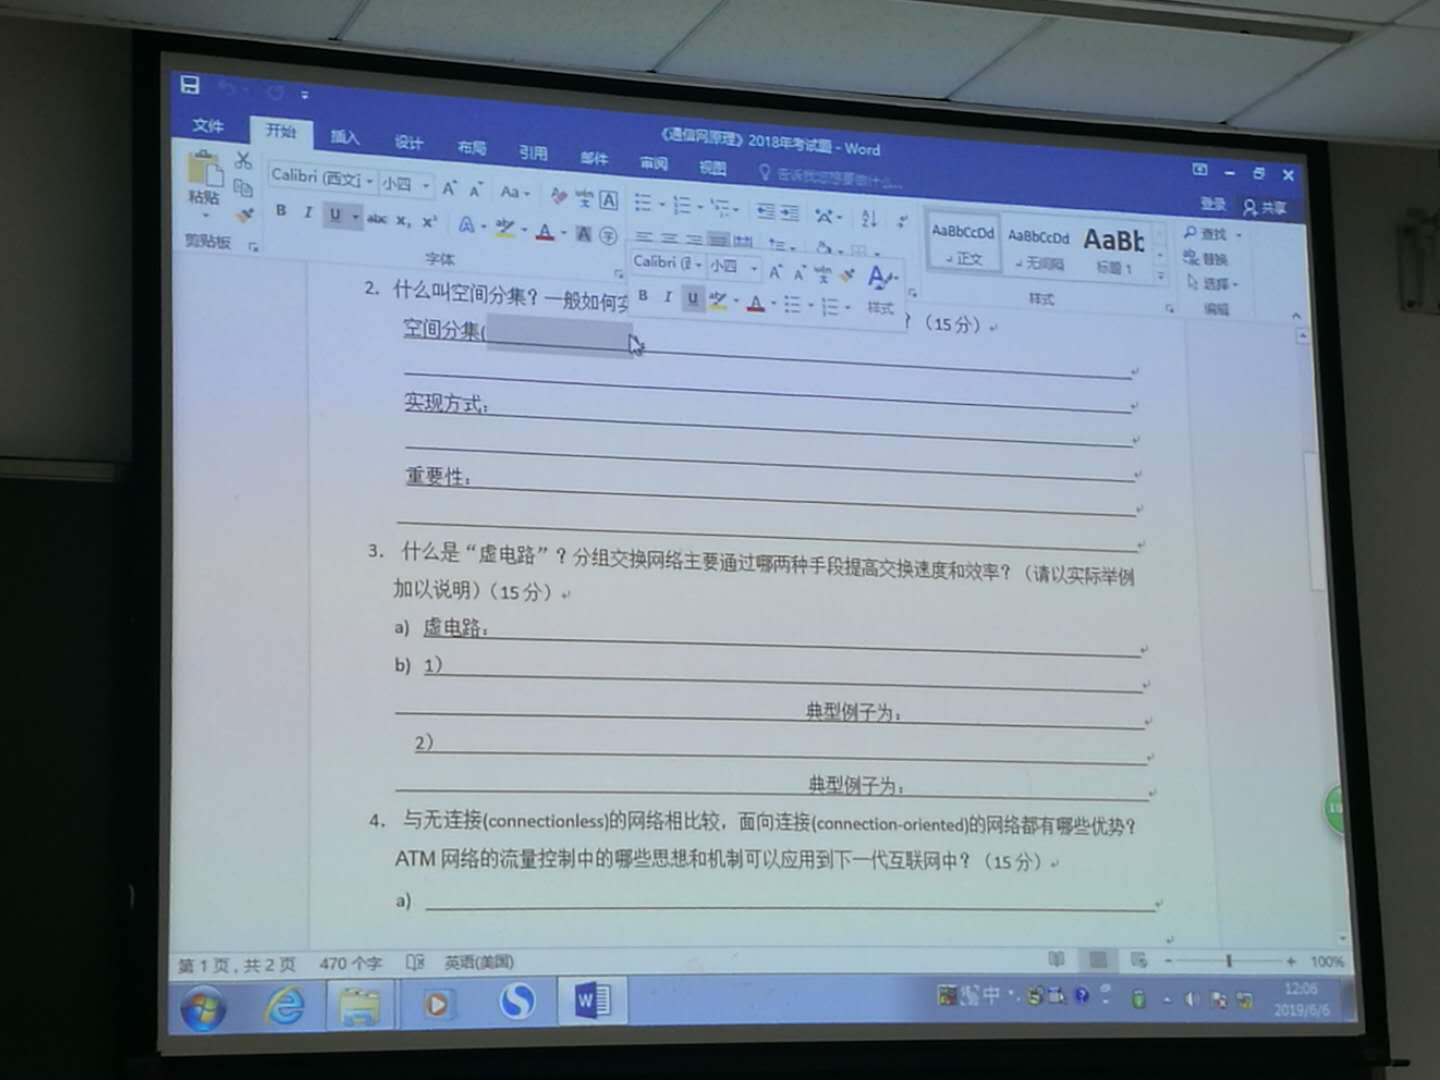 《通信网原理》2018年考试题 - Word
文件 开始 插入 设计 布局 引用 邮件 审阅 视图 告诉我您想要做什么...
登录 共享
粘贴
剪贴板
Calibri (西文正 小四
B I U abc x₂ x²
字体
Calibri (西 小四
B I U 样式
AaBbCcDd AaBbCcDd AaBb
正文 无间隔 标题 1
样式
查找
替换
选择
编辑
2. 什么叫空间分集？一般如何实
？（15 分）
空间分集(
实现方式：
重要性：
3. 什么是“虚电路”？分组交换网络主要通过哪两种手段提高交换速度和效率？（请以实际举例
加以说明）（15 分）
a) 虚电路：
b) 1）
典型例子为：
2）
典型例子为：
4. 与无连接(connectionless)的网络相比较，面向连接(connection-oriented)的网络都有哪些优势？
ATM 网络的流量控制中的哪些思想和机制可以应用到下一代互联网中？（15 分）
a)
第 1 页，共 2 页 470 个字 英语(美国)
100%
中
12:06
2019/6/6